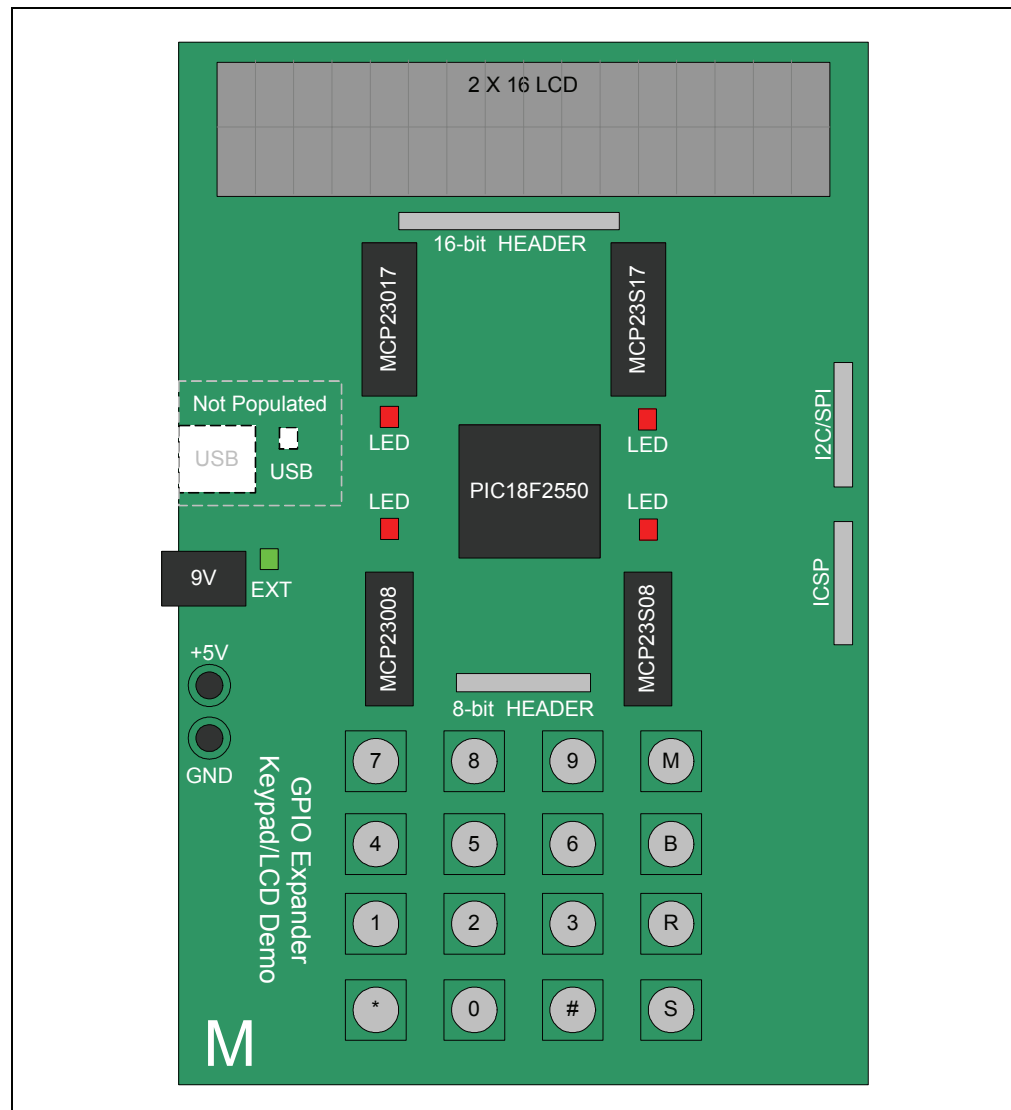 2 X 16 LCD
16-bit HEADER
MCP23017
MCP23S17
Not Populated
USB
USB
LED
LED
I2C/SPI
PIC18F2550
LED
LED
9V
EXT
ICSP
MCP23008
MCP23S08
+5V
8-bit HEADER
GND
7 8 9 M
4 5 6 B
1 2 3 R
* 0 # S
GPIO Expander
Keypad/LCD Demo
M